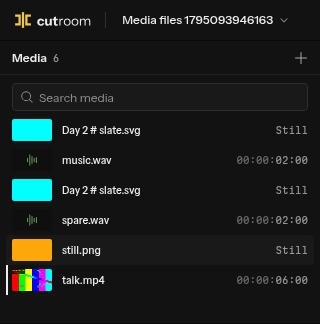 cutroom Media files 1795093946163
Media 6
Search media
Day 2 # slate.svg Still
music.wav 00:00:02:00
Day 2 # slate.svg Still
spare.wav 00:00:02:00
still.png Still
talk.mp4 00:00:06:00